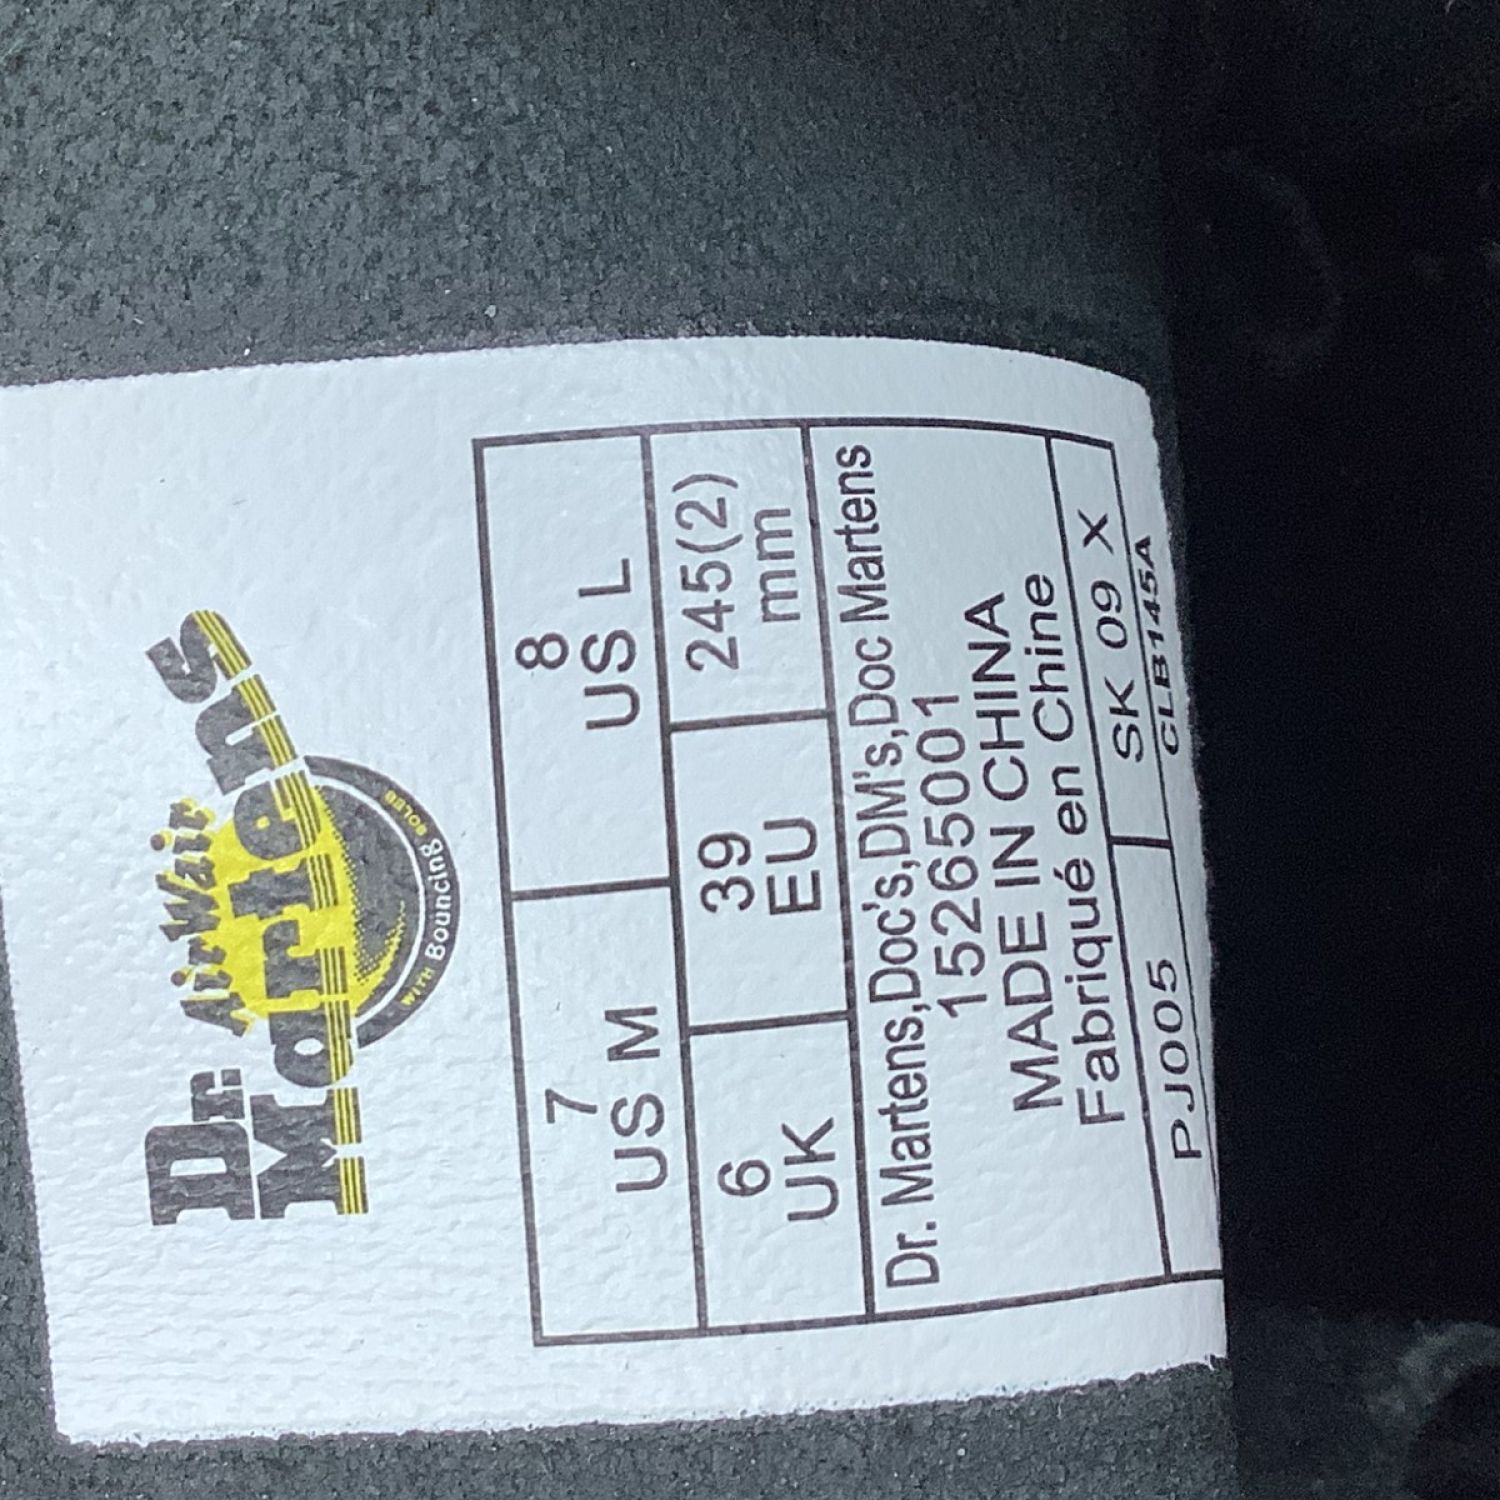 Dr. AirWair
Martens
WITH Bouncing SOLES
7
US M
8
US L
6
UK
39
EU
245(2)
mm
Dr. Martens,Doc's,DM's,Doc Martens
15265001
MADE IN CHINA
Fabriqué en Chine
PJ005
SK 09 X
CLB145A